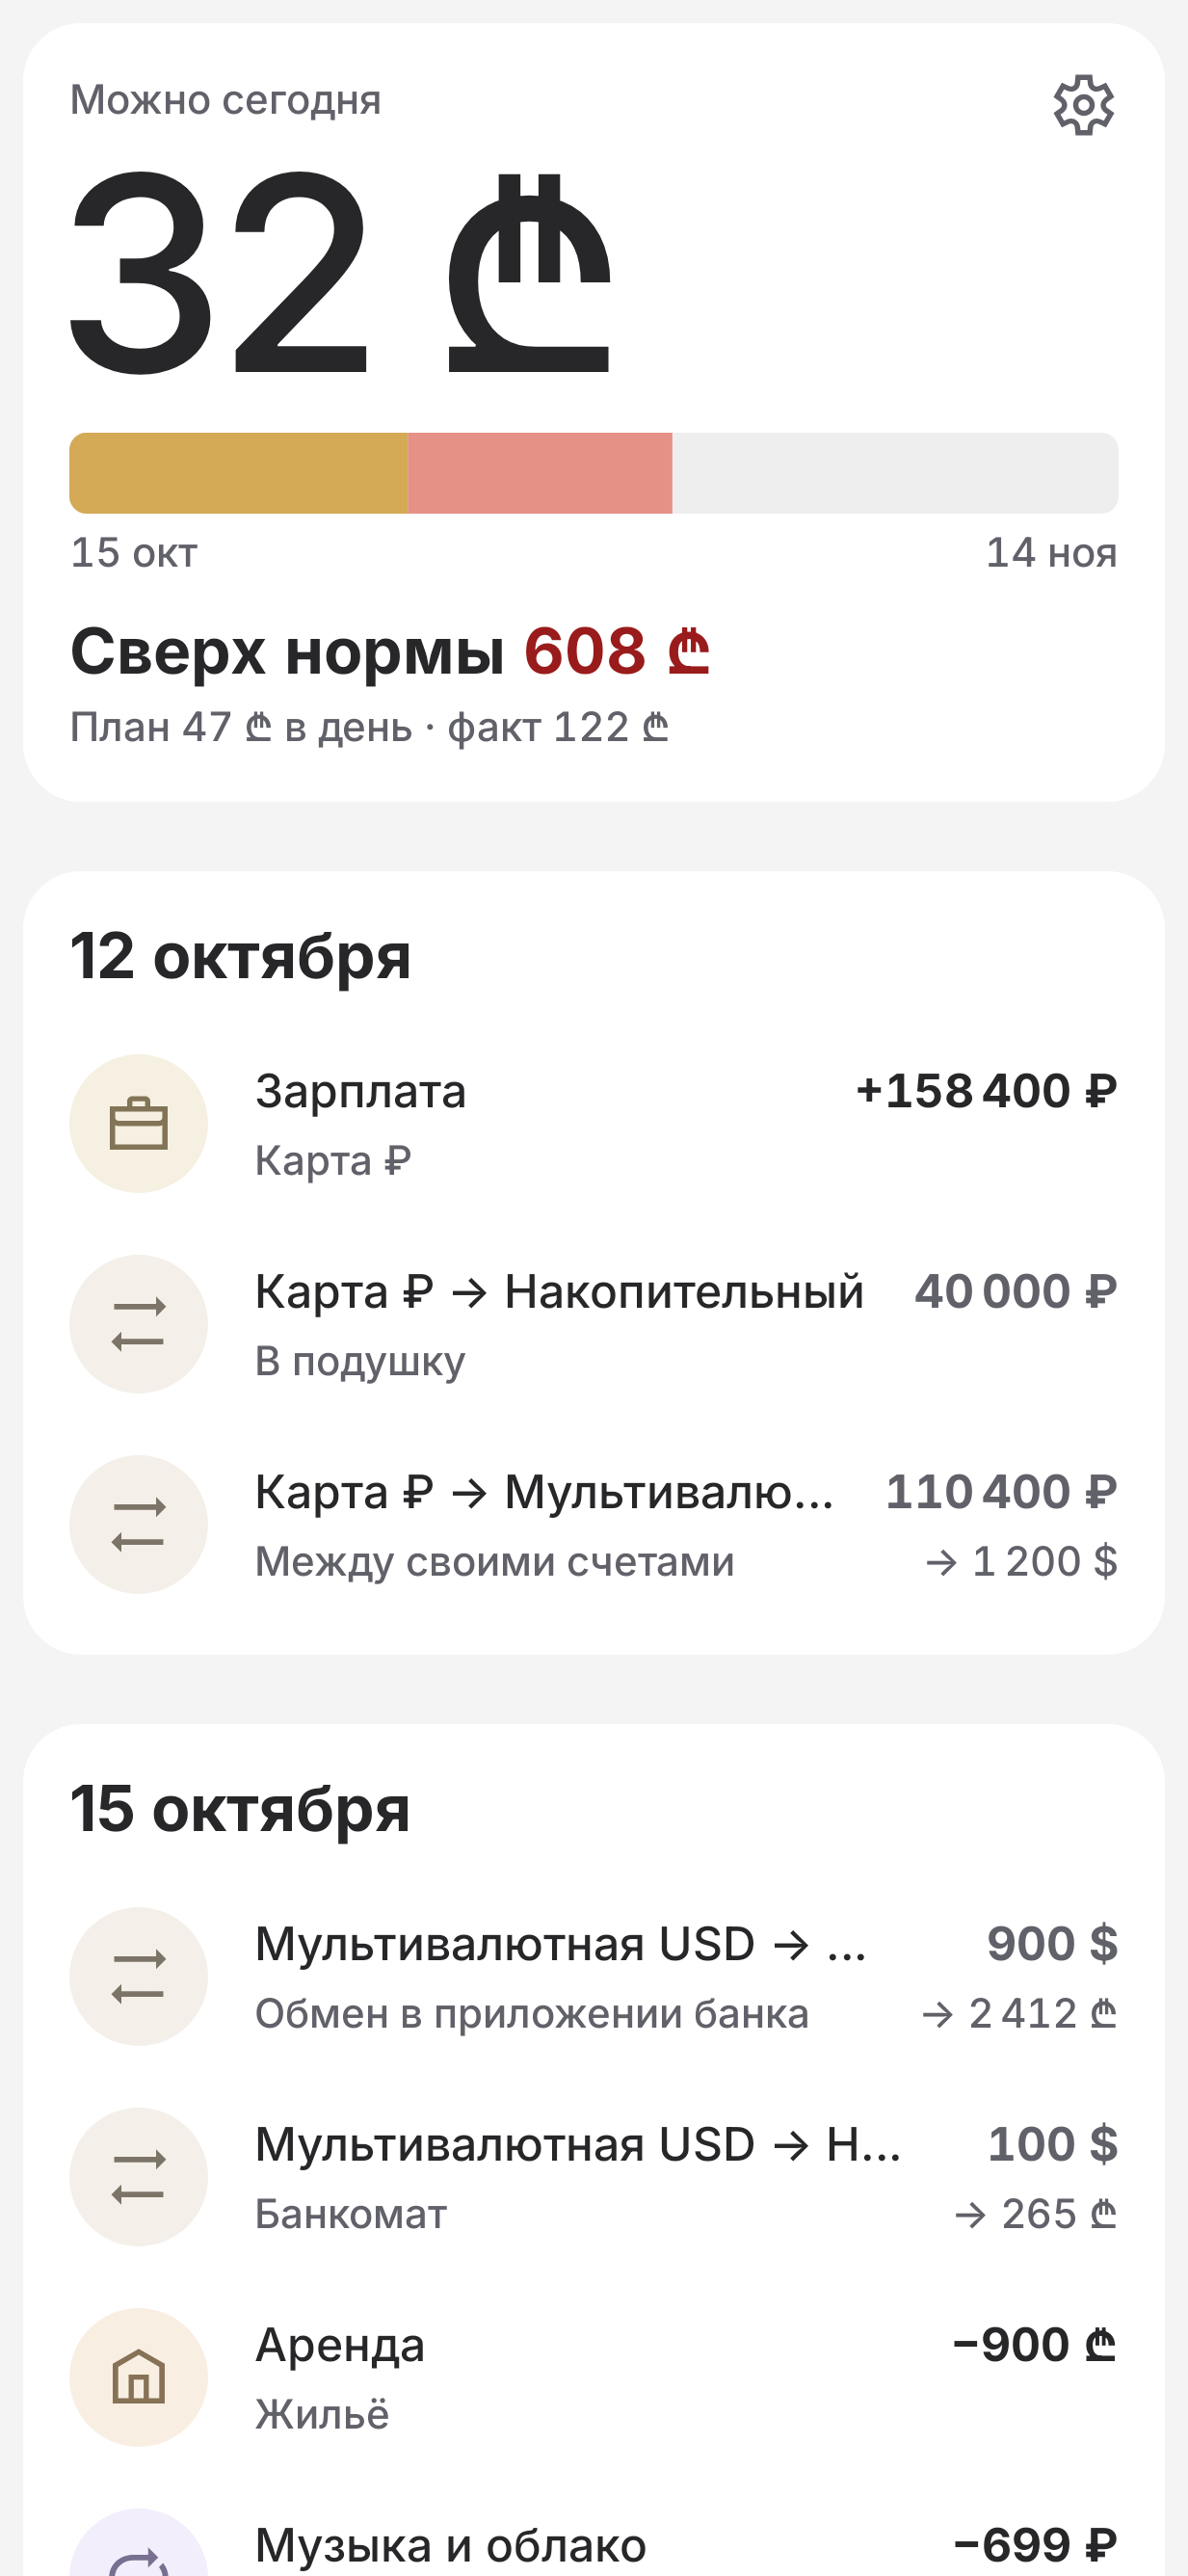 Можно сегодня
32 ₾
15 окт 14 ноя
Сверх нормы 608 ₾
План 47 ₾ в день · факт 122 ₾
12 октября
Зарплата +158 400 ₽
Карта ₽
Карта ₽ → Накопительный 40 000 ₽
В подушку
Карта ₽ → Мультивалю... 110 400 ₽
Между своими счетами → 1 200 $
15 октября
Мультивалютная USD → ... 900 $
Обмен в приложении банка → 2 412 ₾
Мультивалютная USD → Н... 100 $
Банкомат → 265 ₾
Аренда −900 ₾
Жильё
Музыка и облако −699 ₽